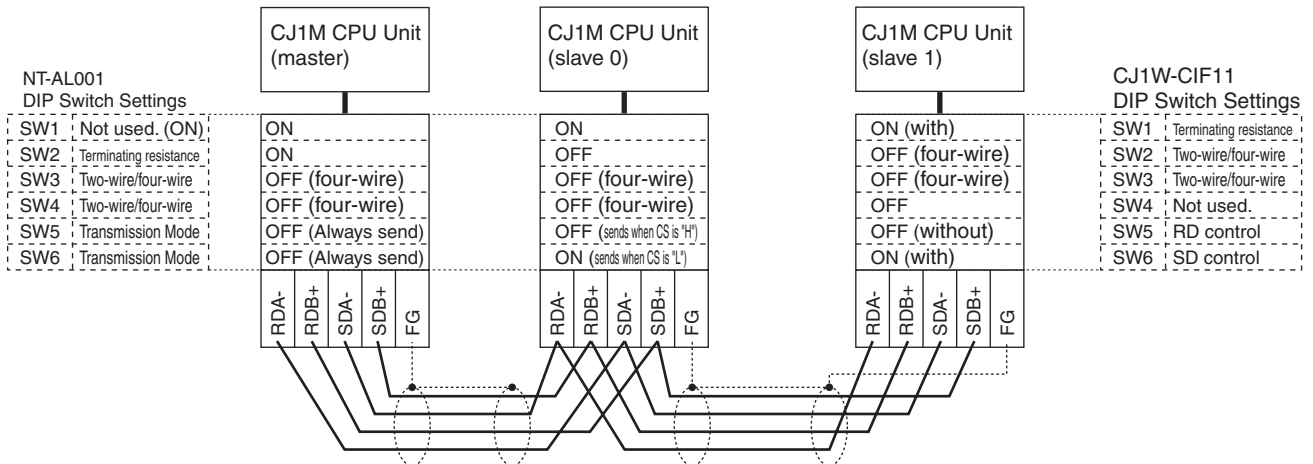 CJ1M CPU Unit
(master)
CJ1M CPU Unit
(slave 0)
CJ1M CPU Unit
(slave 1)
NT-AL001
DIP Switch Settings
SW1 Not used. (ON)
SW2 Terminating resistance
SW3 Two-wire/four-wire
SW4 Two-wire/four-wire
SW5 Transmission Mode
SW6 Transmission Mode
ON
ON
OFF (four-wire)
OFF (four-wire)
OFF (Always send)
OFF (Always send)
RDA- RDB+ SDA- SDB+ FG
ON
OFF
OFF (four-wire)
OFF (four-wire)
OFF (sends when CS is "H")
ON (sends when CS is "L")
RDA- RDB+ SDA- SDB+ FG
ON (with)
OFF (four-wire)
OFF (four-wire)
OFF
OFF (without)
ON (with)
RDA- RDB+ SDA- SDB+ FG
CJ1W-CIF11
DIP Switch Settings
SW1 Terminating resistance
SW2 Two-wire/four-wire
SW3 Two-wire/four-wire
SW4 Not used.
SW5 RD control
SW6 SD control